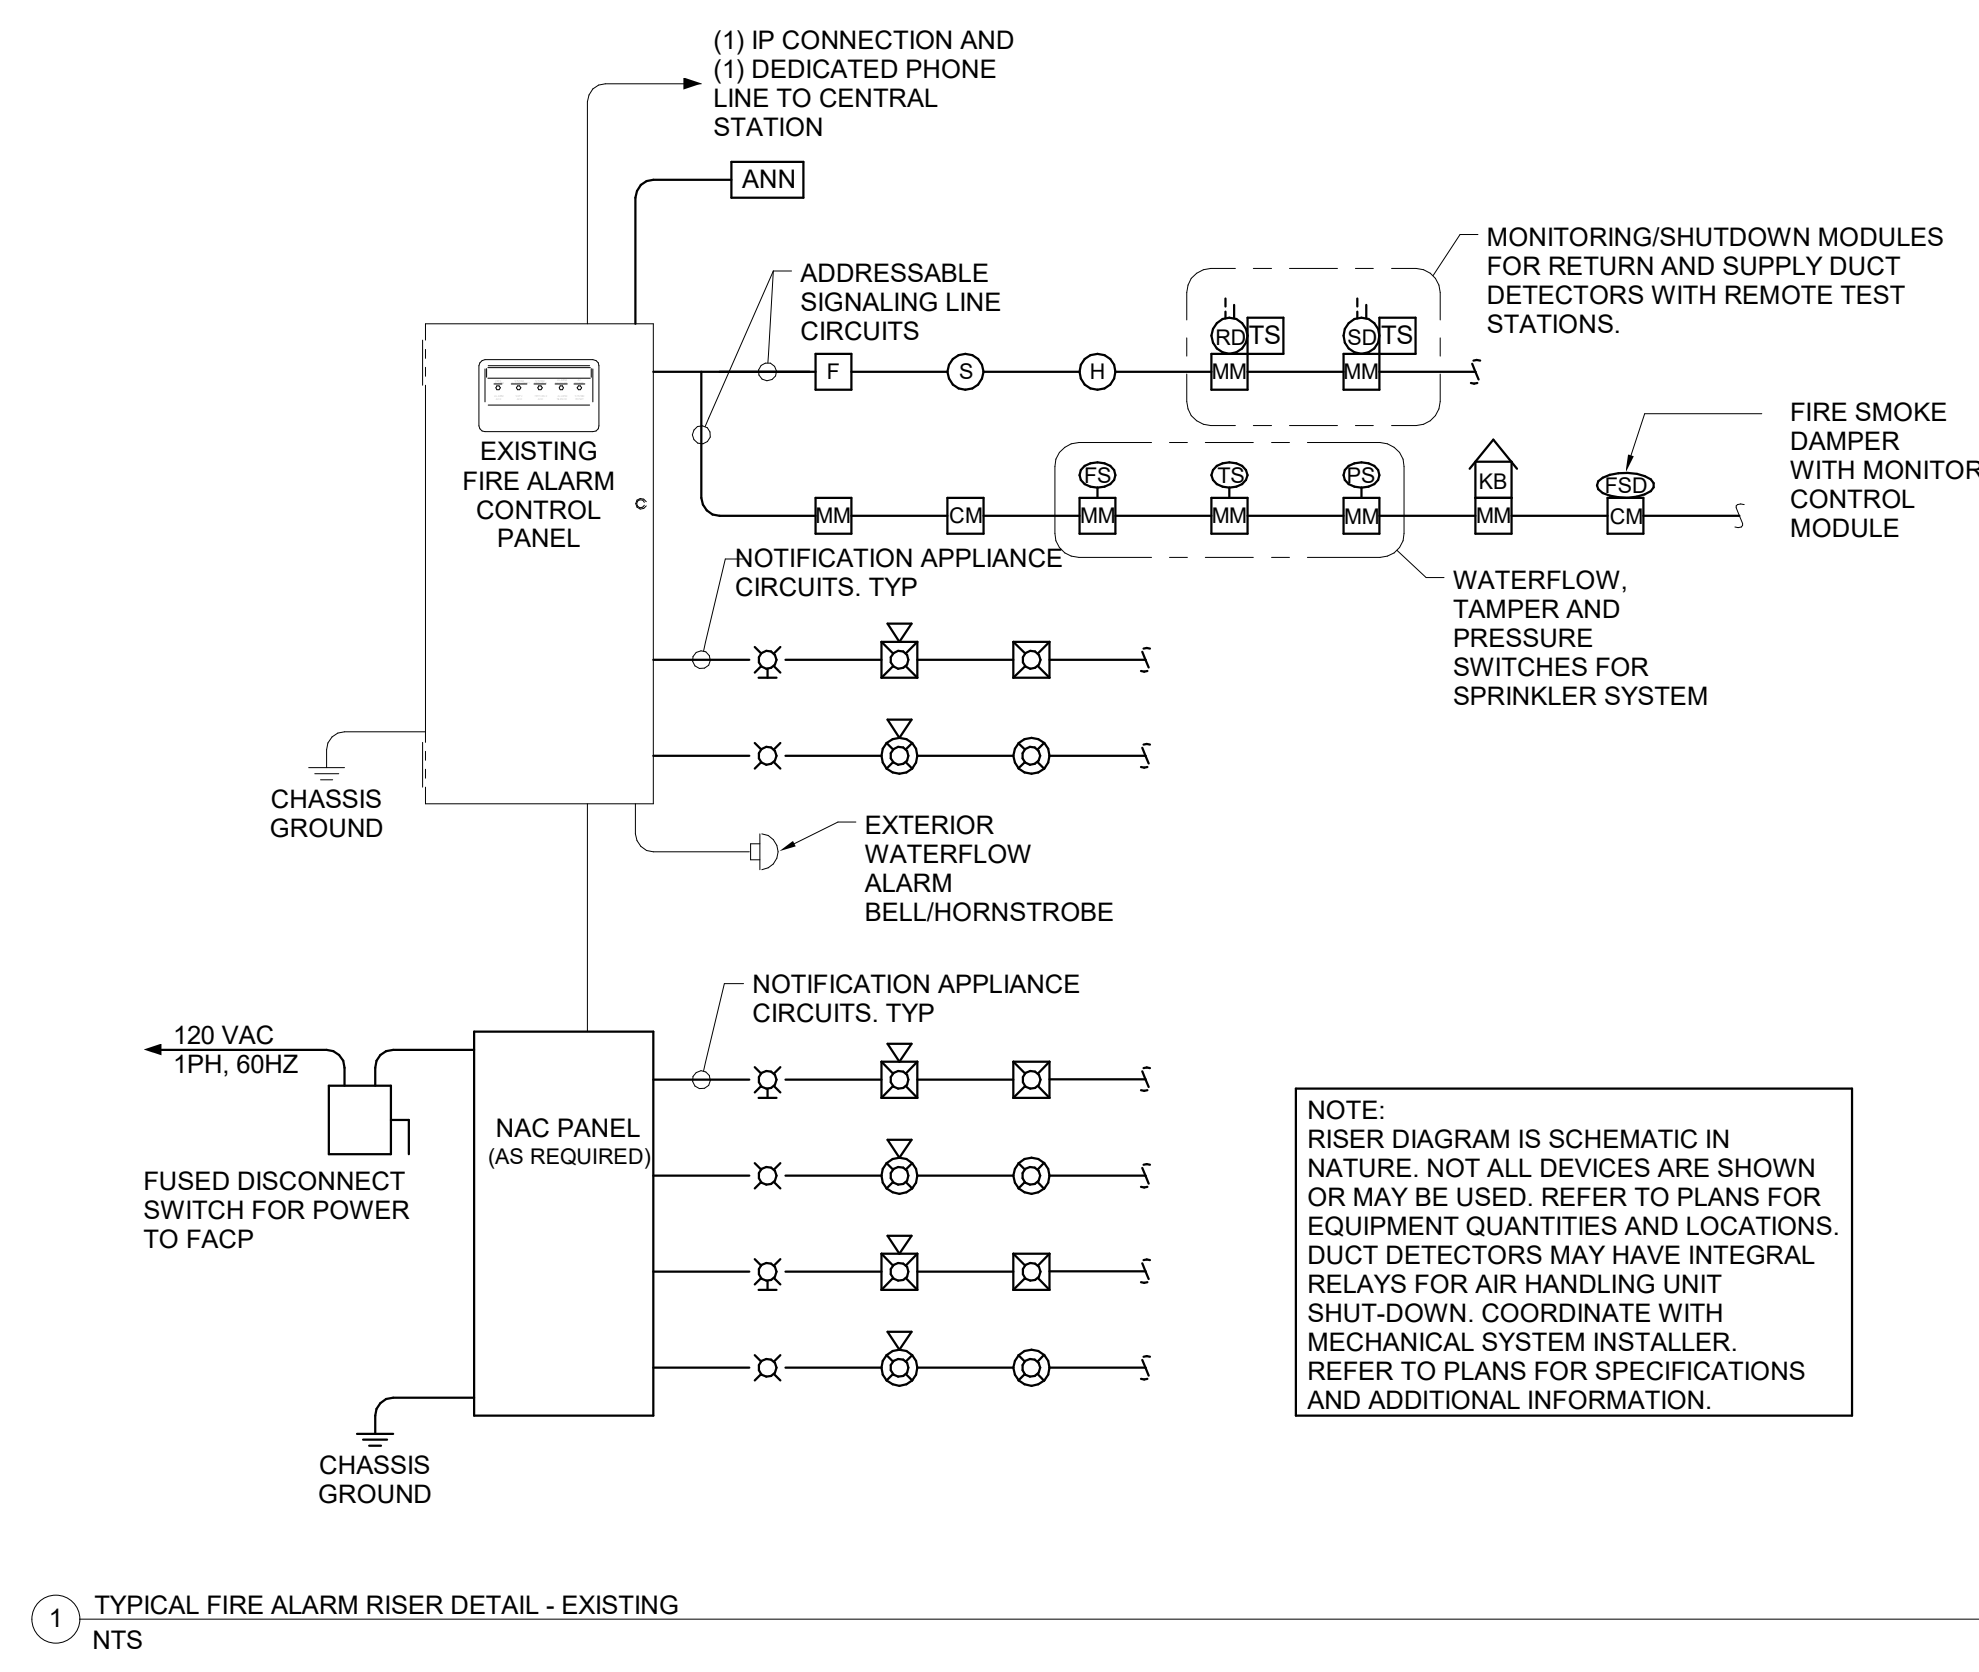 (1) IP CONNECTION AND
(1) DEDICATED PHONE
LINE TO CENTRAL
STATION
ANN
ADDRESSABLE
SIGNALING LINE
CIRCUITS
MONITORING/SHUTDOWN MODULES
FOR RETURN AND SUPPLY DUCT
DETECTORS WITH REMOTE TEST
STATIONS.
RD TS SD TS
F S H MM MM
EXISTING
FIRE ALARM
CONTROL
PANEL
FIRE SMOKE
DAMPER
WITH MONITOR
CONTROL
MODULE
FS TS PS KB FSD
MM CM MM MM MM MM CM
NOTIFICATION APPLIANCE
CIRCUITS. TYP
WATERFLOW,
TAMPER AND
PRESSURE
SWITCHES FOR
SPRINKLER SYSTEM
CHASSIS
GROUND
EXTERIOR
WATERFLOW
ALARM
BELL/HORNSTROBE
NOTIFICATION APPLIANCE
CIRCUITS. TYP
120 VAC
1PH, 60HZ
FUSED DISCONNECT
SWITCH FOR POWER
TO FACP
NAC PANEL
(AS REQUIRED)
CHASSIS
GROUND
NOTE:
RISER DIAGRAM IS SCHEMATIC IN
NATURE. NOT ALL DEVICES ARE SHOWN
OR MAY BE USED. REFER TO PLANS FOR
EQUIPMENT QUANTITIES AND LOCATIONS.
DUCT DETECTORS MAY HAVE INTEGRAL
RELAYS FOR AIR HANDLING UNIT
SHUT-DOWN. COORDINATE WITH
MECHANICAL SYSTEM INSTALLER.
REFER TO PLANS FOR SPECIFICATIONS
AND ADDITIONAL INFORMATION.
1 TYPICAL FIRE ALARM RISER DETAIL - EXISTING
NTS